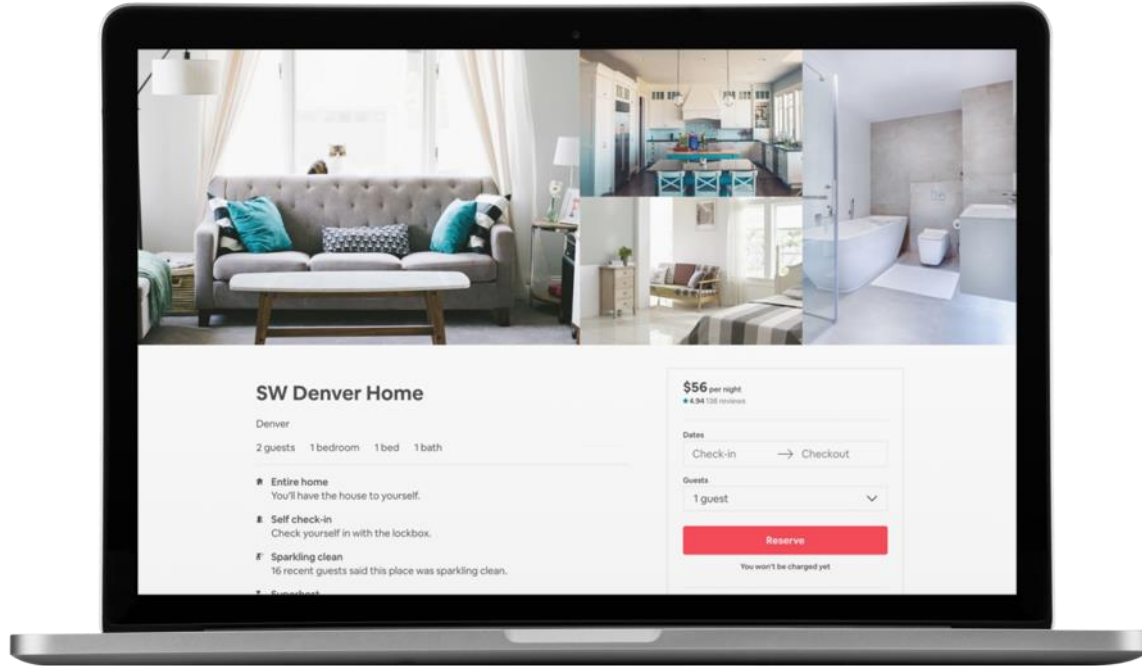 SW Denver Home
Denver
2 guests 1 bedroom 1 bed 1 bath
Entire home
You'll have the house to yourself.
Self check-in
Check yourself in with the lockbox.
Sparkling clean
16 recent guests said this place was sparkling clean.
Superhost
$56 per night
4.94 138 reviews
Dates
Check-in → Checkout
Guests
1 guest
Reserve
You won't be charged yet